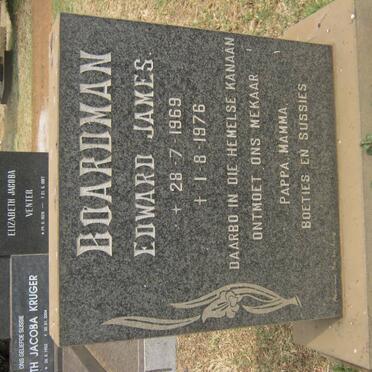 BOARDMAN
EDWARD JAMES.
+ 28·7·1969
+ 1·8·1976
DAARBO IN DIE HEMELSE KANAAN
ONTMOET ONS MEKAAR
PAPPA, MAMMA,
BOETIES EN SUSSIES
ELIZABETH JACOBA
VENTER
ONS GELIEFDE SUSSIE
TH JACOBA KRUGER